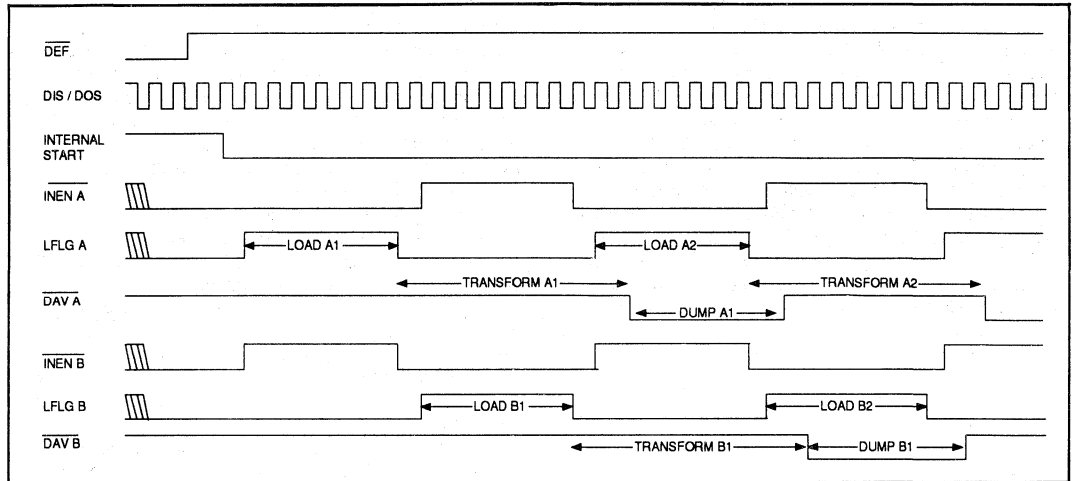 DEF
DIS / DOS
INTERNAL
START
INEN A
LFLG A
LOAD A1
LOAD A2
TRANSFORM A1
TRANSFORM A2
DAV A
DUMP A1
INEN B
LFLG B
LOAD B1
LOAD B2
DAV B
TRANSFORM B1
DUMP B1